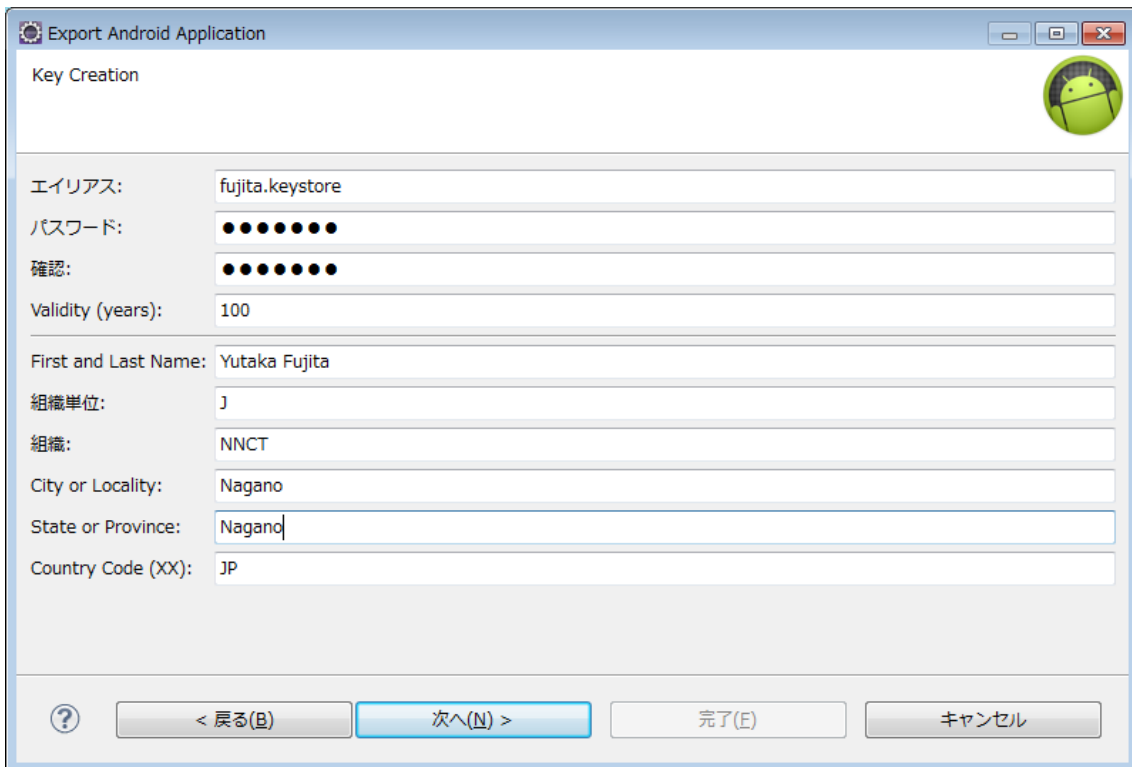 Export Android Application
Key Creation
エイリアス: fujita.keystore
パスワード: ●●●●●●●
確認: ●●●●●●●
Validity (years): 100
First and Last Name: Yutaka Fujita
組織単位: J
組織: NNCT
City or Locality: Nagano
State or Province: Nagano
Country Code (XX): JP
? < 戻る(B) 次へ(N) > 完了(F) キャンセル